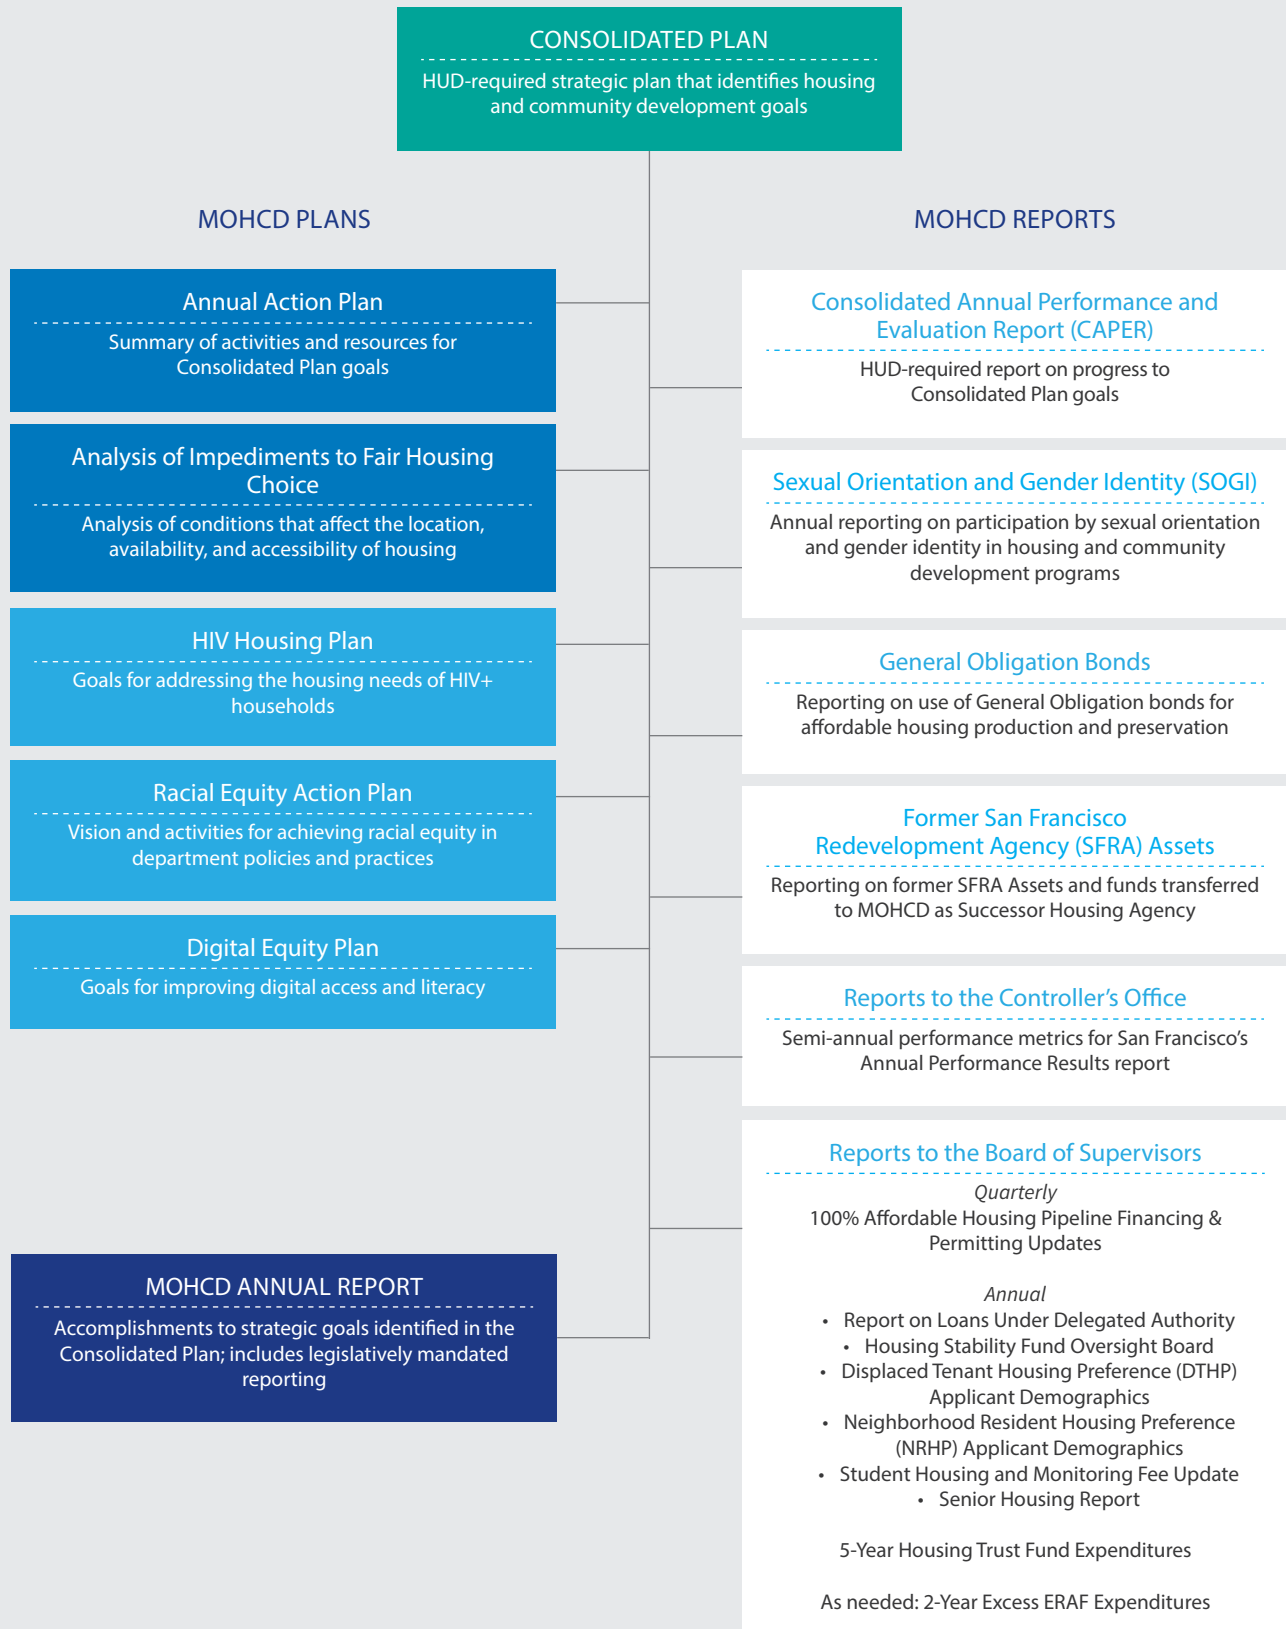 CONSOLIDATED PLAN
HUD-required strategic plan that identifies housing
and community development goals
MOHCD PLANS
Annual Action Plan
Summary of activities and resources for
Consolidated Plan goals
Analysis of Impediments to Fair Housing
Choice
Analysis of conditions that affect the location,
availability, and accessibility of housing
HIV Housing Plan
Goals for addressing the housing needs of HIV+
households
Racial Equity Action Plan
Vision and activities for achieving racial equity in
department policies and practices
Digital Equity Plan
Goals for improving digital access and literacy
MOHCD ANNUAL REPORT
Accomplishments to strategic goals identified in the
Consolidated Plan; includes legislatively mandated
reporting
MOHCD REPORTS
Consolidated Annual Performance and
Evaluation Report (CAPER)
HUD-required report on progress to
Consolidated Plan goals
Sexual Orientation and Gender Identity (SOGI)
Annual reporting on participation by sexual orientation
and gender identity in housing and community
development programs
General Obligation Bonds
Reporting on use of General Obligation bonds for
affordable housing production and preservation
Former San Francisco
Redevelopment Agency (SFRA) Assets
Reporting on former SFRA Assets and funds transferred
to MOHCD as Successor Housing Agency
Reports to the Controller’s Office
Semi-annual performance metrics for San Francisco’s
Annual Performance Results report
Reports to the Board of Supervisors
Quarterly
100% Affordable Housing Pipeline Financing &
Permitting Updates
Annual
• Report on Loans Under Delegated Authority
• Housing Stability Fund Oversight Board
• Displaced Tenant Housing Preference (DTHP)
Applicant Demographics
• Neighborhood Resident Housing Preference
(NRHP) Applicant Demographics
• Student Housing and Monitoring Fee Update
• Senior Housing Report
5-Year Housing Trust Fund Expenditures
As needed: 2-Year Excess ERAF Expenditures